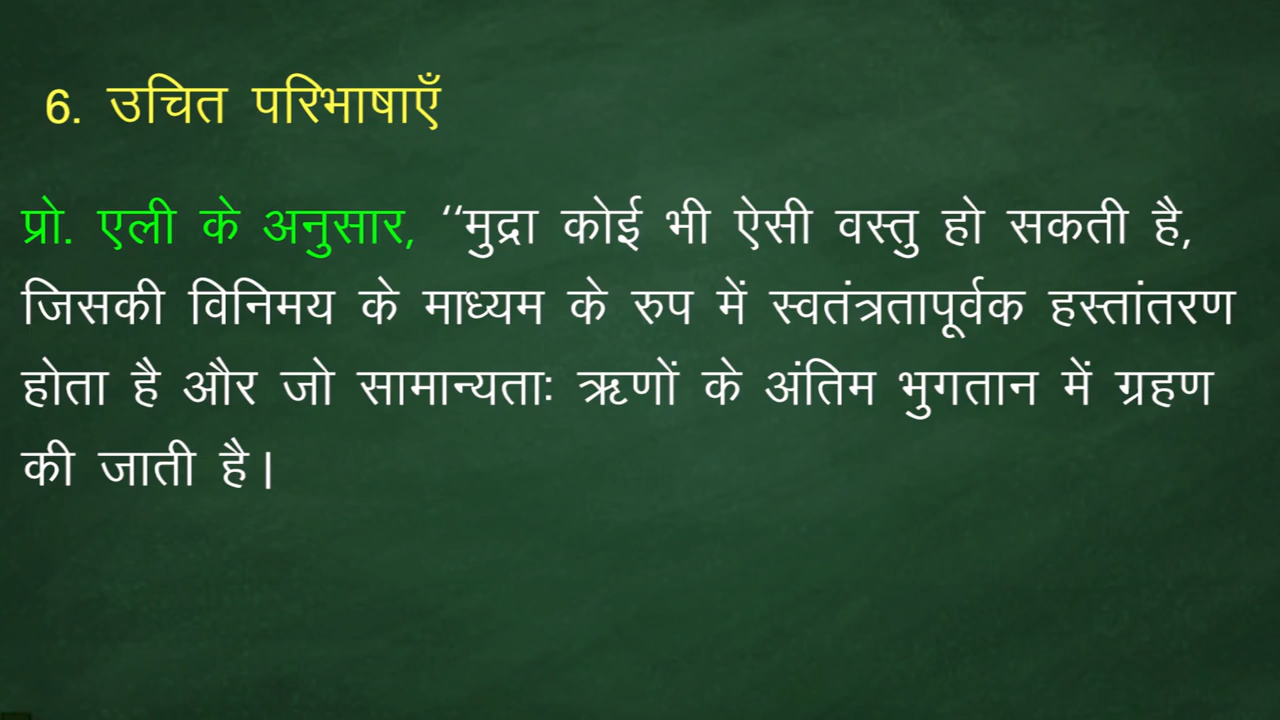 6. उचित परिभाषाएँ
प्रो. एली के अनुसार, ‘‘मुद्रा कोई भी ऐसी वस्तु हो सकती है,
जिसकी विनिमय के माध्यम के रुप में स्वतंत्रतापूर्वक हस्तांतरण
होता है और जो सामान्यताः ऋणों के अंतिम भुगतान में ग्रहण
की जाती है।